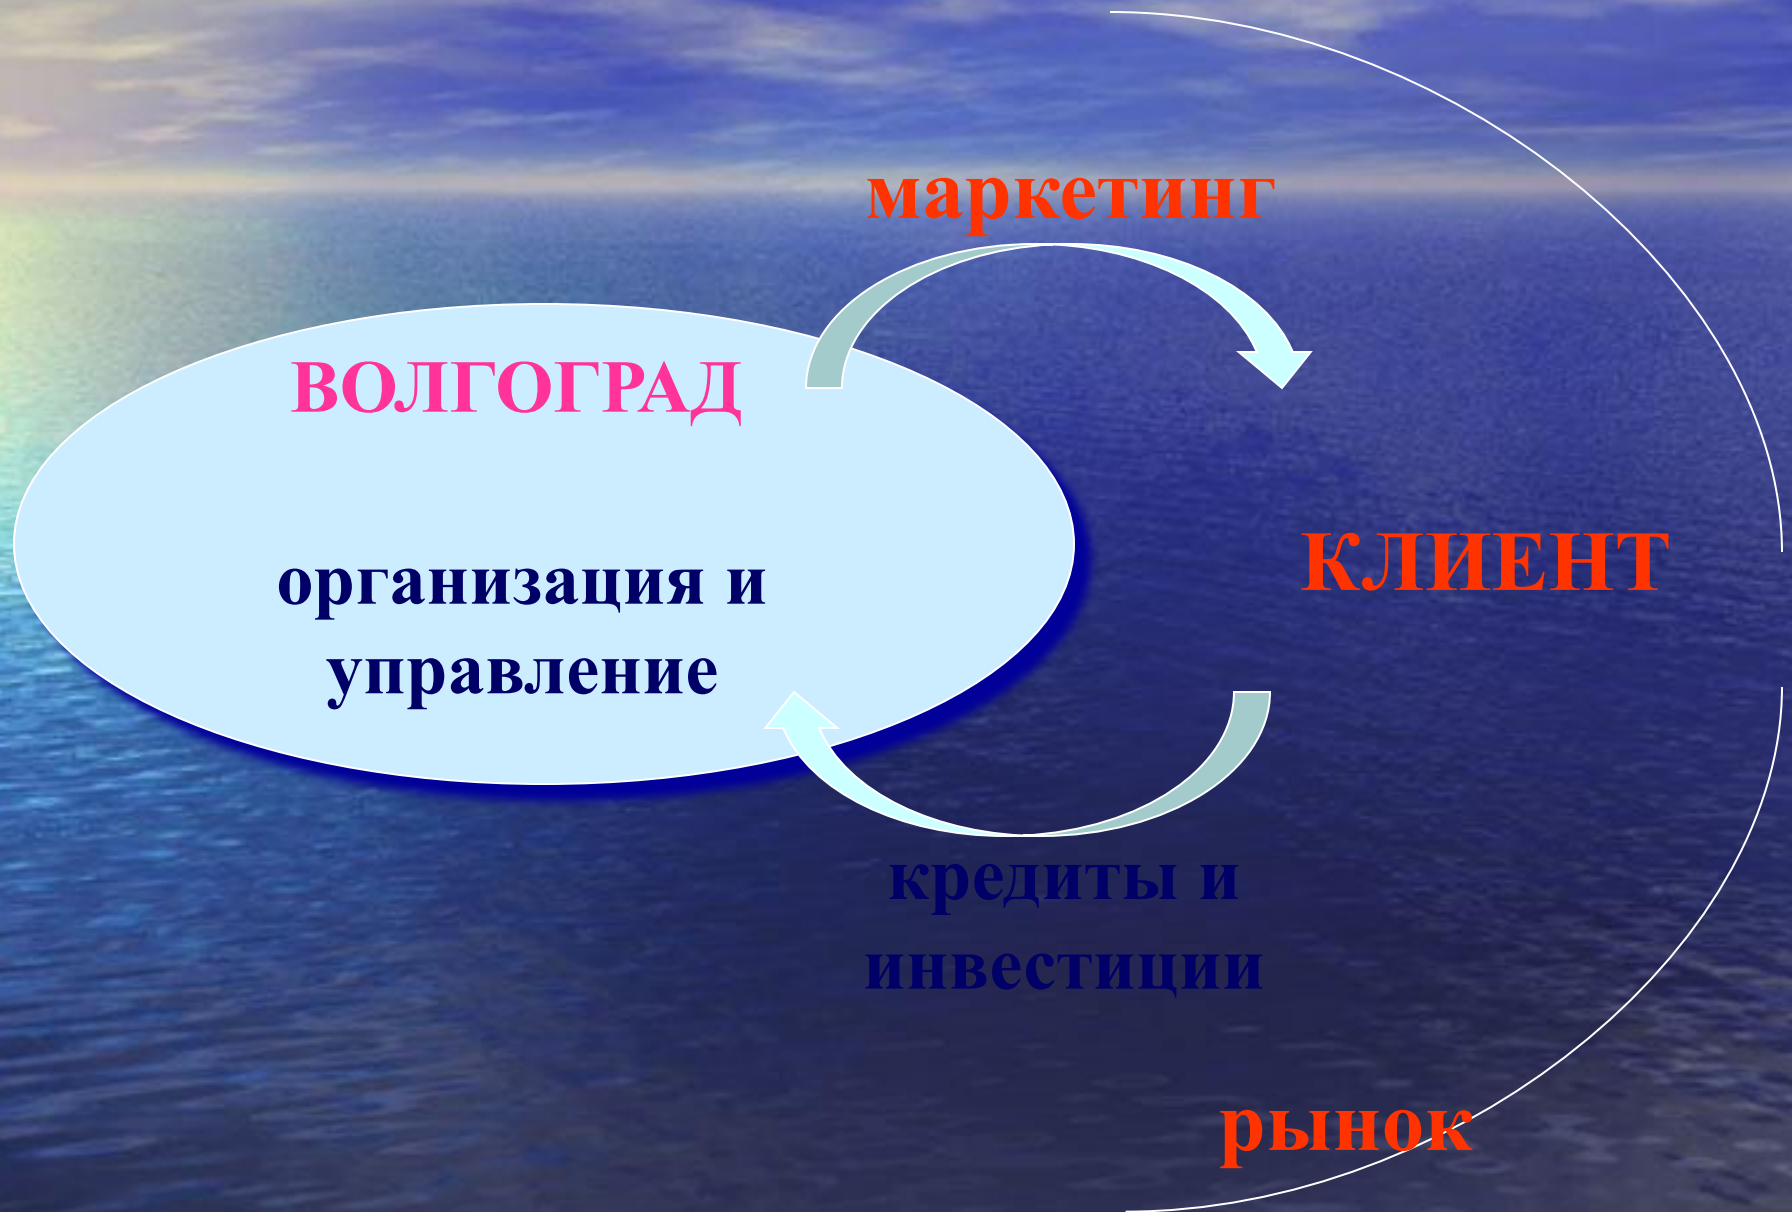 маркетинг
ВОЛГОГРАД
организация и
управление
КЛИЕНТ
кредиты и
инвестиции
рынок